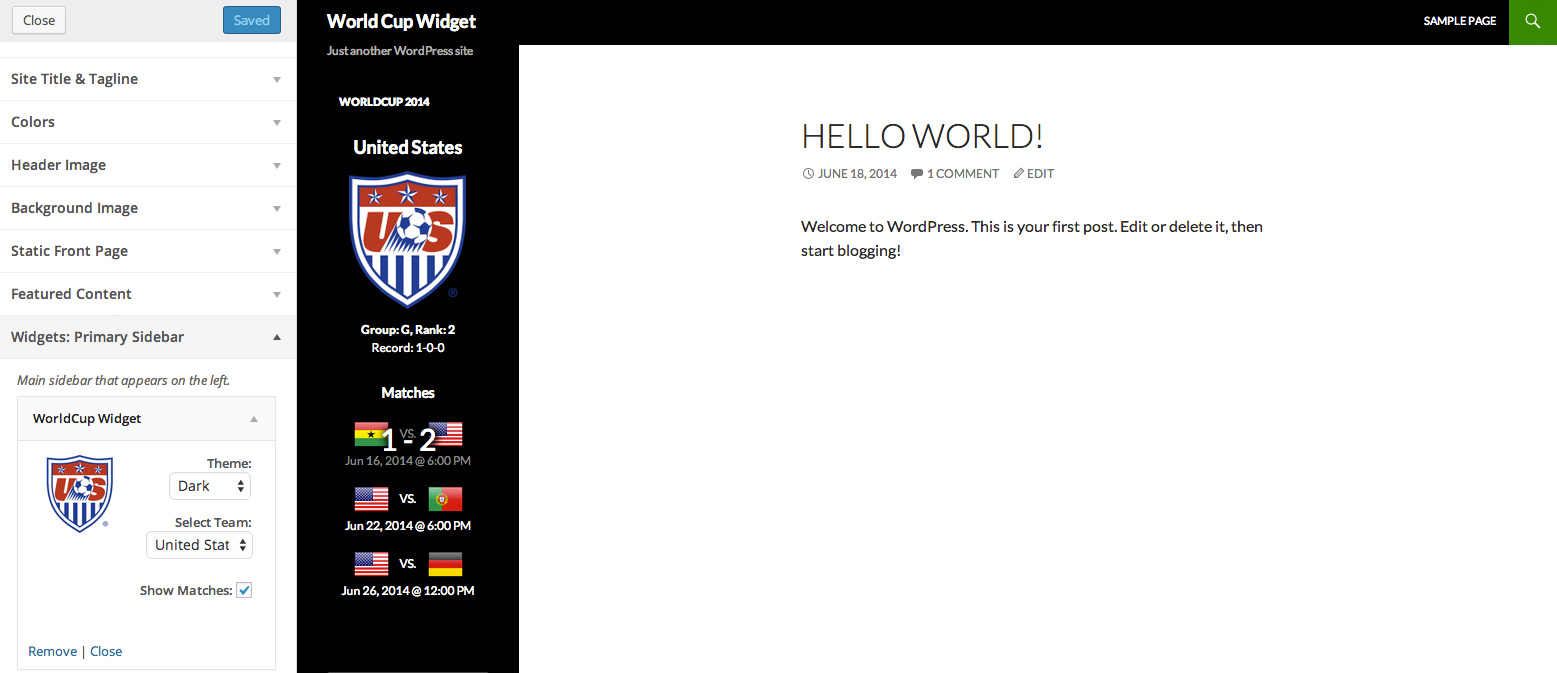 Close
Saved
Site Title & Tagline
Colors
Header Image
Background Image
Static Front Page
Featured Content
Widgets: Primary Sidebar
Main sidebar that appears on the left.
WorldCup Widget
US
®
Theme:
Dark
Select Team:
United Stat
Show Matches:
Remove | Close
World Cup Widget
Just another WordPress site
WORLDCUP 2014
United States
US
®
Group: G, Rank: 2
Record: 1-0-0
Matches
VS.
1 - 2
Jun 16, 2014 @ 6:00 PM
VS.
Jun 22, 2014 @ 6:00 PM
VS.
Jun 26, 2014 @ 12:00 PM
SAMPLE PAGE
HELLO WORLD!
JUNE 18, 2014 1 COMMENT EDIT
Welcome to WordPress. This is your first post. Edit or delete it, then
start blogging!